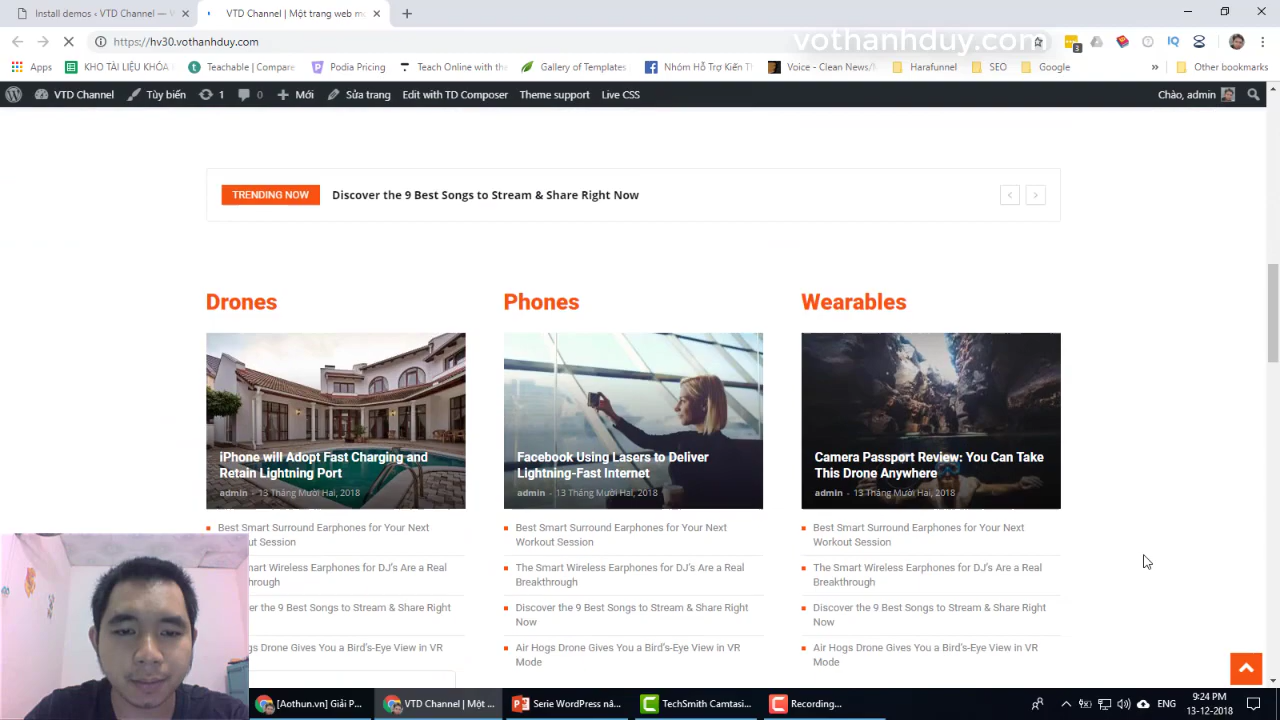 Install demos ‹ VTD Channel — V
VTD Channel | Một trang web m
https://hv30.vothanhduy.com
vothanhduy.com
3
IQ
Apps
KHO TÀI LIỆU KHÓA
Teachable | Compare
Podia Pricing
Teach Online with the
Gallery of Templates
Nhóm Hỗ Trợ Kiến T
Voice - News/
Harafunnel
SEO
Google
»
Other bookmarks
VTD Channel
Tùy biến
1
0
Mới
Sửa trang
Edit with TD Composer
Theme support
Live CSS
Chào, admin
TRENDING NOW
Discover the 9 Best Songs to Stream & Share Right Now
Drones
Phones
Wearables
iPhone will Adopt Fast Charging and
Retain Lightning Port
admin - 13 Tháng Mười Hai, 2018
Facebook Using Lasers to Deliver
Lightning-Fast Internet
admin - 13 Tháng Mười Hai, 2018
Camera Passport Review: You Can Take
This Drone Anywhere
admin - 13 Tháng Mười Hai, 2018
Best Smart Surround Earphones for Your Next
out Session
mart Wireless Earphones for DJ's Are a Real
through
er the 9 Best Songs to Stream & Share Right
gs Drone Gives You a Bird's-Eye View in VR
Best Smart Surround Earphones for Your Next
Workout Session
The Smart Wireless Earphones for DJ's Are a Real
Breakthrough
Discover the 9 Best Songs to Stream & Share Right
Now
Air Hogs Drone Gives You a Bird's-Eye View in VR
Mode
Best Smart Surround Earphones for Your Next
Workout Session
The Smart Wireless Earphones for DJ's Are a Real
Breakthrough
Discover the 9 Best Songs to Stream & Share Right
Now
Air Hogs Drone Gives You a Bird's-Eye View in VR
Mode
[Aothun.vn] Giải P...
VTD Channel | Một ...
Serie WordPress nâ...
TechSmith Camtasi...
Recording...
ENG
9:24 PM
13-12-2018